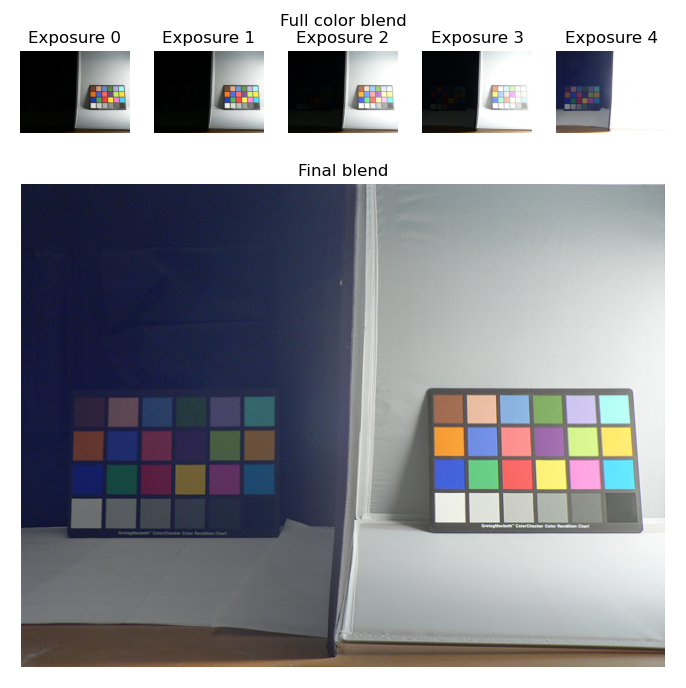 Full color blend
Exposure 0 Exposure 1 Exposure 2 Exposure 3 Exposure 4
Final blend
GretagMacbeth™ ColorChecker Color Rendition Chart
GretagMacbeth™ ColorChecker Color Rendition Chart